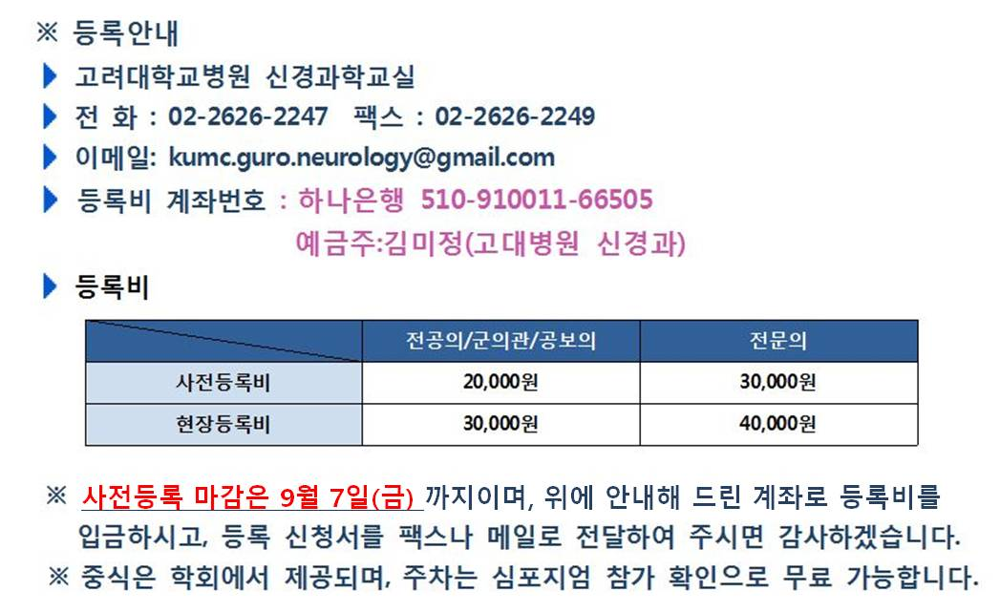 ※ 등록안내
고려대학교병원 신경과학교실
전 화 : 02-2626-2247 팩스 : 02-2626-2249
이메일: kumc.guro.neurology@gmail.com
등록비 계좌번호 : 하나은행 510-910011-66505
예금주:김미정(고대병원 신경과)
등록비
전공의/군의관/공보의 전문의
사전등록비 20,000원 30,000원
현장등록비 30,000원 40,000원
※ 사전등록 마감은 9월 7일(금) 까지이며, 위에 안내해 드린 계좌로 등록비를
입금하시고, 등록 신청서를 팩스나 메일로 전달하여 주시면 감사하겠습니다.
※ 중식은 학회에서 제공되며, 주차는 심포지엄 참가 확인으로 무료 가능합니다.